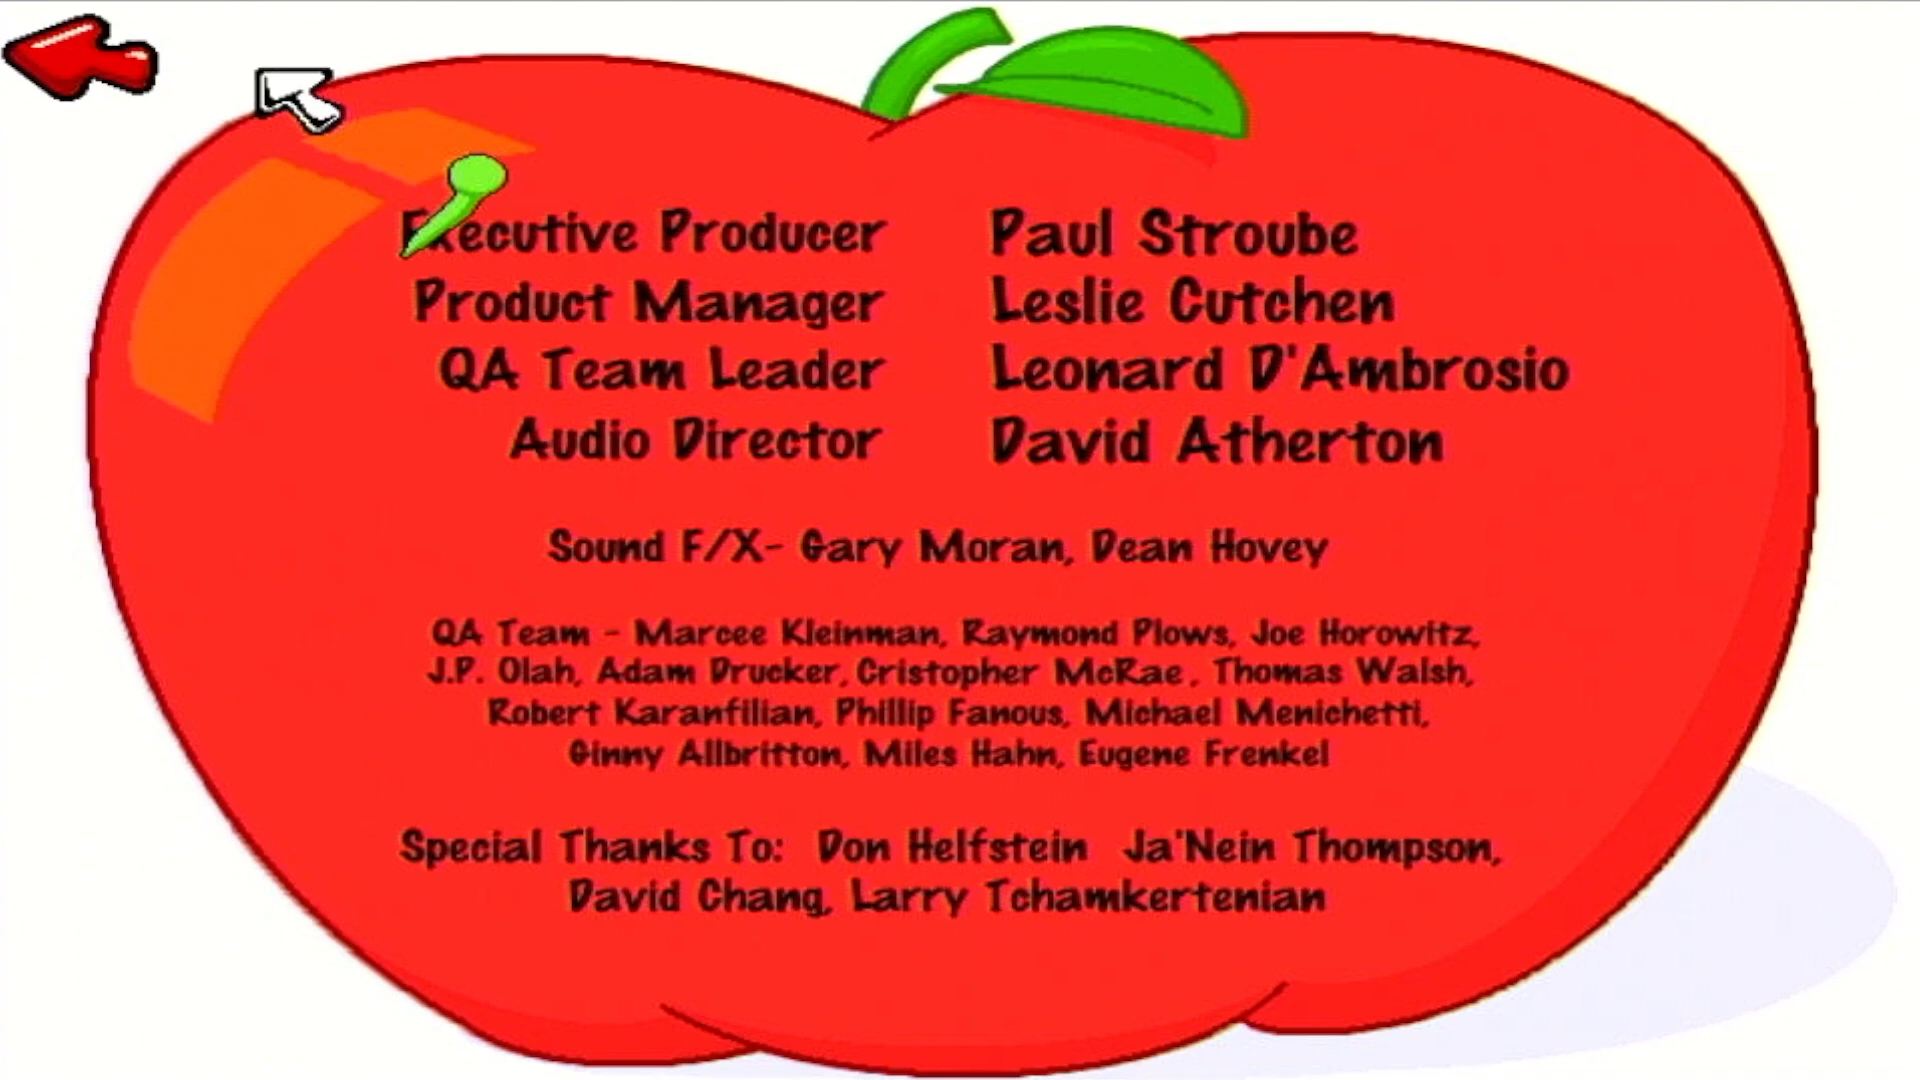 Executive Producer Paul Stroube
Product Manager Leslie Cutchen
QA Team Leader Leonard D'Ambrosio
Audio Director David Atherton
Sound F/X- Gary Moran, Dean Hovey
QA Team - Marcee Kleinman, Raymond Plows, Joe Horowitz,
J.P. Olah, Adam Drucker, Cristopher McRae, Thomas Walsh,
Robert Karanfilian, Phillip Fanous, Michael Menichetti,
Ginny Allbritton, Miles Hahn, Eugene Frenkel
Special Thanks To: Don Helfstein Ja'Nein Thompson,
David Chang, Larry Tchamkertenian